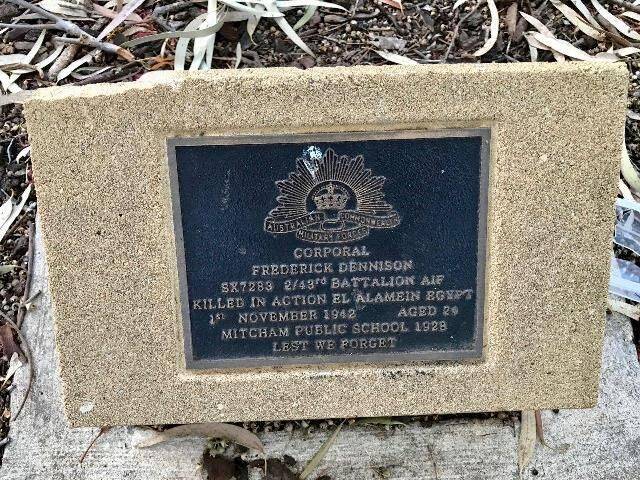 AUSTRALIAN COMMONWEALTH
MILITARY FORCES
CORPORAL
FREDERICK DENNISON
SX7283 2/43rd BATTALION AIF
KILLED IN ACTION EL ALAMEIN EGYPT
1st NOVEMBER 1942 AGED 24
MITCHAM PUBLIC SCHOOL 1928
LEST WE FORGET